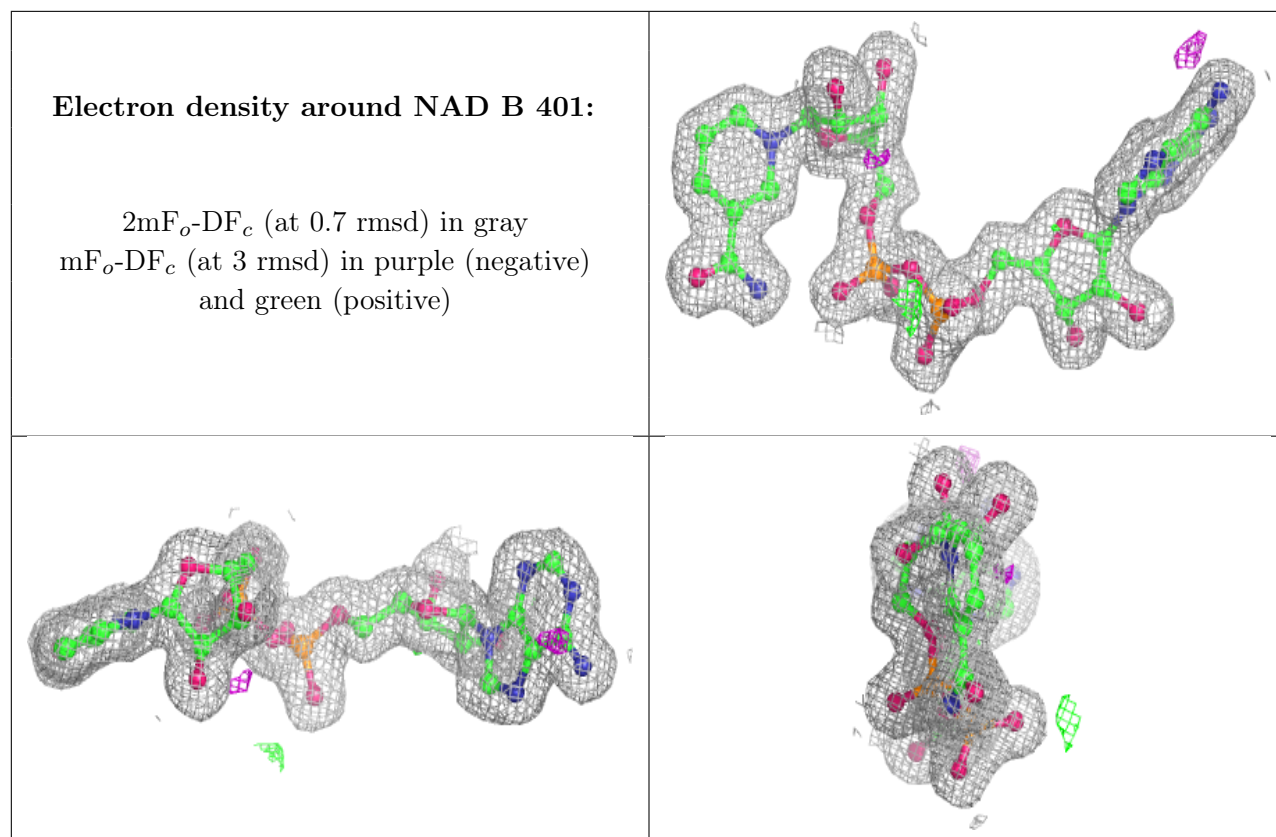 Electron density around NAD B 401:
2mFo-DFc (at 0.7 rmsd) in gray
mFo-DFc (at 3 rmsd) in purple (negative)
and green (positive)